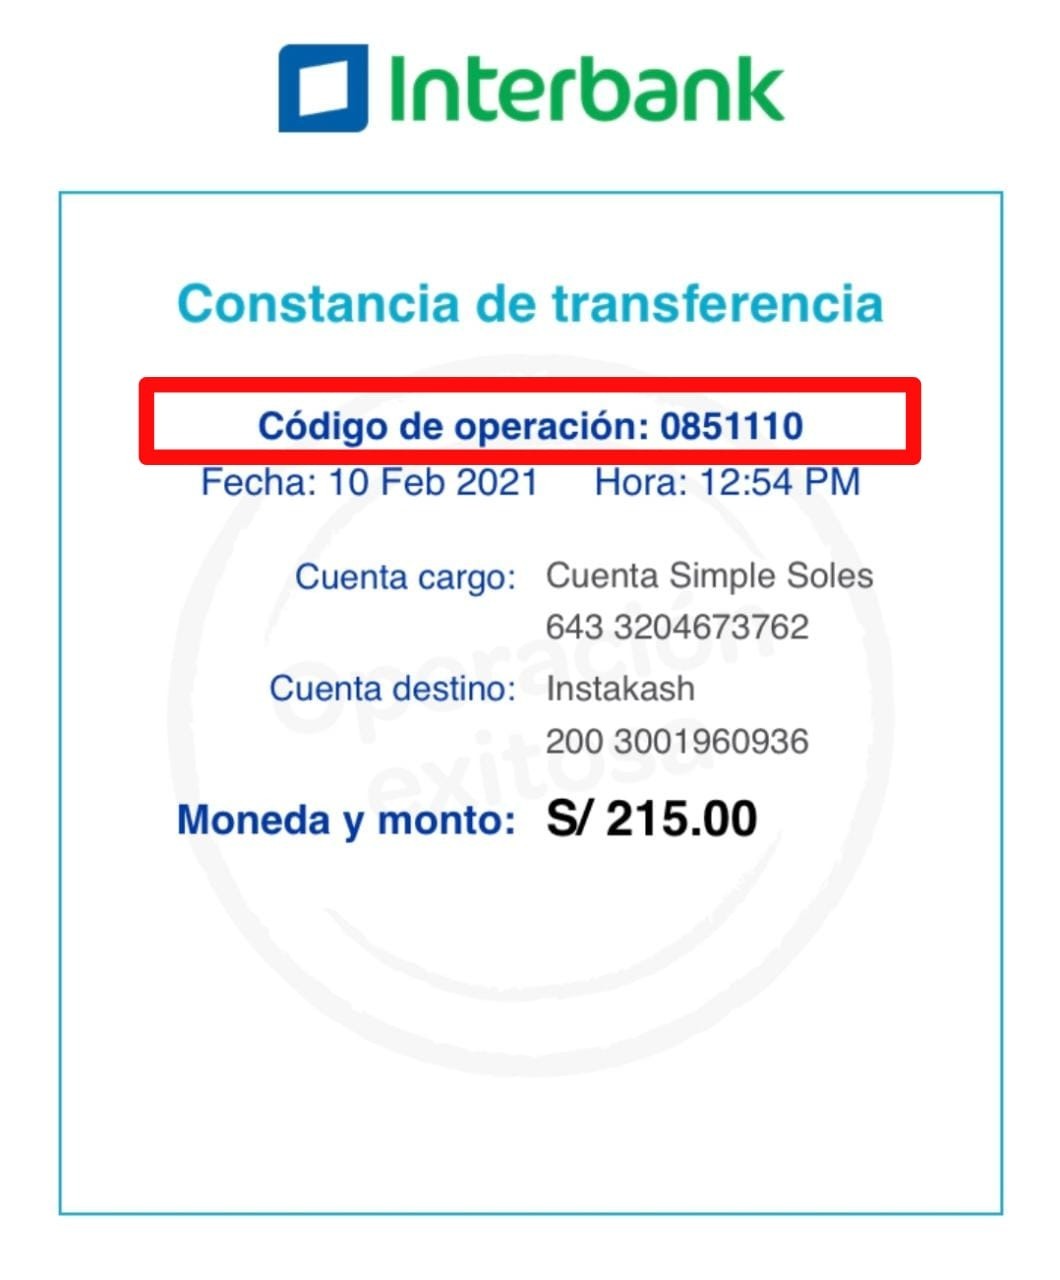 Interbank
Constancia de transferencia
Código de operación: 0851110
Fecha: 10 Feb 2021 Hora: 12:54 PM
Cuenta cargo: Cuenta Simple Soles
643 3204673762
Cuenta destino: Instakash
200 3001960936
Moneda y monto: S/ 215.00
Operación
exitosa